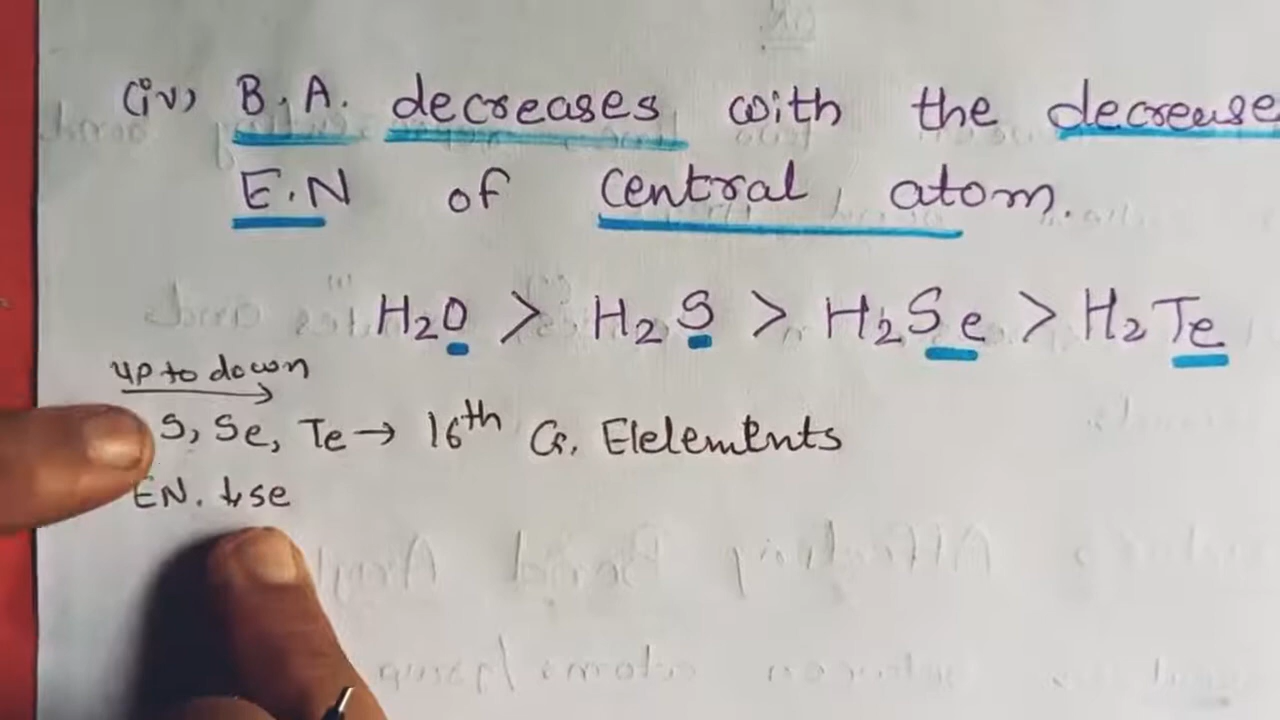 (iv) B.A. decreases with the decrease
E.N of central atom.
H₂O > H₂S > H₂Se > H₂Te
up to down
S, Se, Te → 16th Gr. Elelements
EN. ↓se